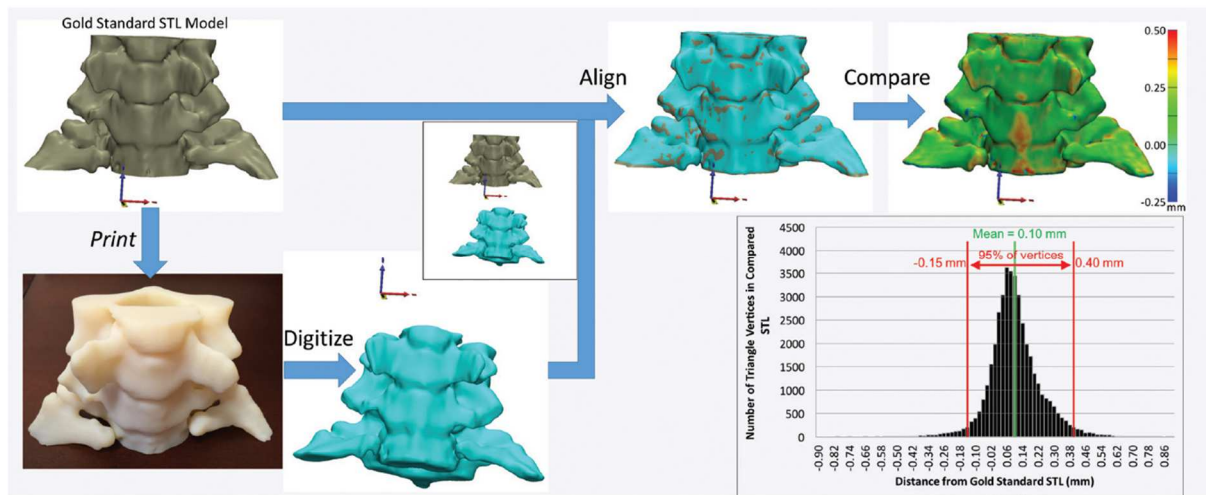 Gold Standard STL Model
Print
Digitize
Align
Compare
0.50
0.25
0.00
-0.25
mm
4500
4000
3500
3000
2500
2000
1500
1000
500
0
Number of Triangle Vertices in Compared
STL
Mean = 0.10 mm
-0.15 mm
95% of vertices
0.40 mm
-0.90
-0.82
-0.74
-0.66
-0.58
-0.50
-0.42
-0.34
-0.26
-0.18
-0.10
-0.02
0.06
0.14
0.22
0.30
0.38
0.46
0.54
0.62
0.70
0.78
0.86
Distance from Gold Standard STL (mm)